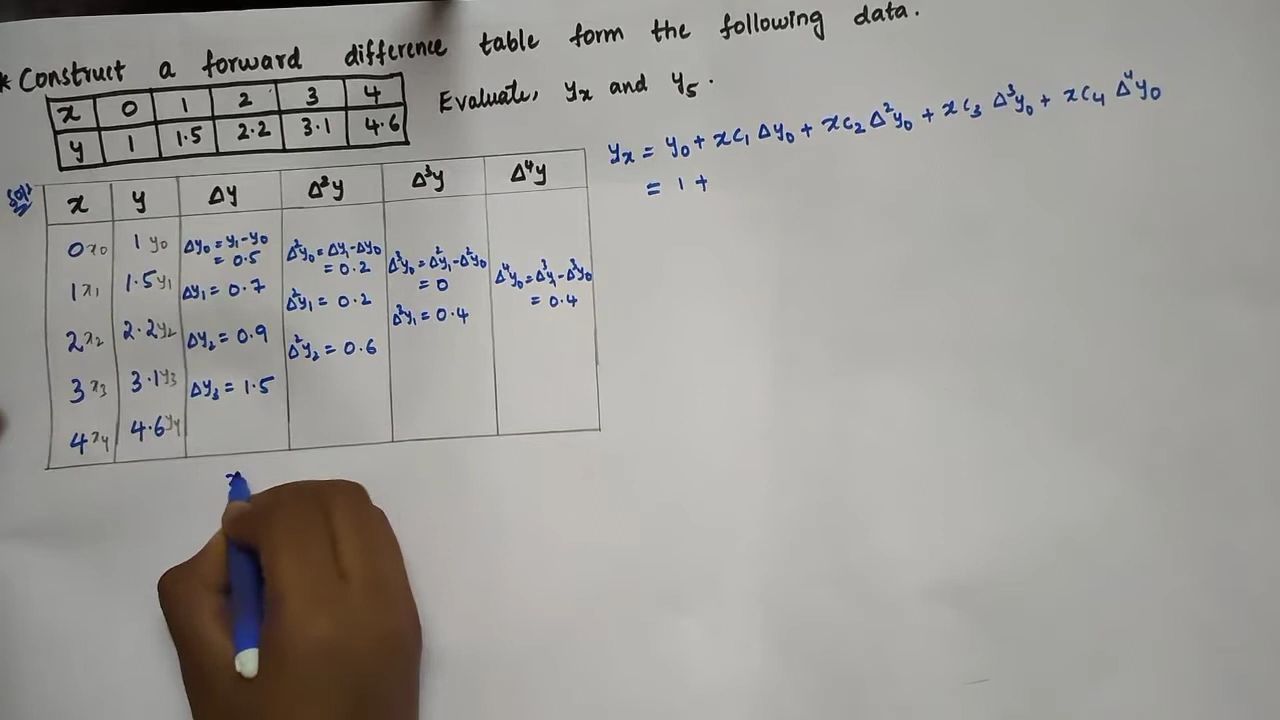 * Construct a forward difference table form the following data.
x 0 1 2 3 4
y 1 1.5 2.2 3.1 4.6
Evaluate, yₓ and y₅.
Soln
x y Δy Δ²y Δ³y Δ⁴y
0 x₀ 1 y₀ Δy₀ = y₁-y₀ = 0.5 Δ²y₀ = Δy₁-Δy₀ = 0.2 Δ³y₀ = Δ²y₁-Δ²y₀ = 0 Δ⁴y₀ = Δ³y₁-Δ³y₀ = 0.4
1 x₁ 1.5 y₁ Δy₁ = 0.7 Δ²y₁ = 0.2 Δ³y₁ = 0.4
2 x₂ 2.2 y₂ Δy₂ = 0.9 Δ²y₂ = 0.6
3 x₃ 3.1 y₃ Δy₃ = 1.5
4 x₄ 4.6 y₄
yₓ = y₀ + xc₁ Δy₀ + xc₂ Δ²y₀ + xc₃ Δ³y₀ + xc₄ Δ⁴y₀
= 1 +
x